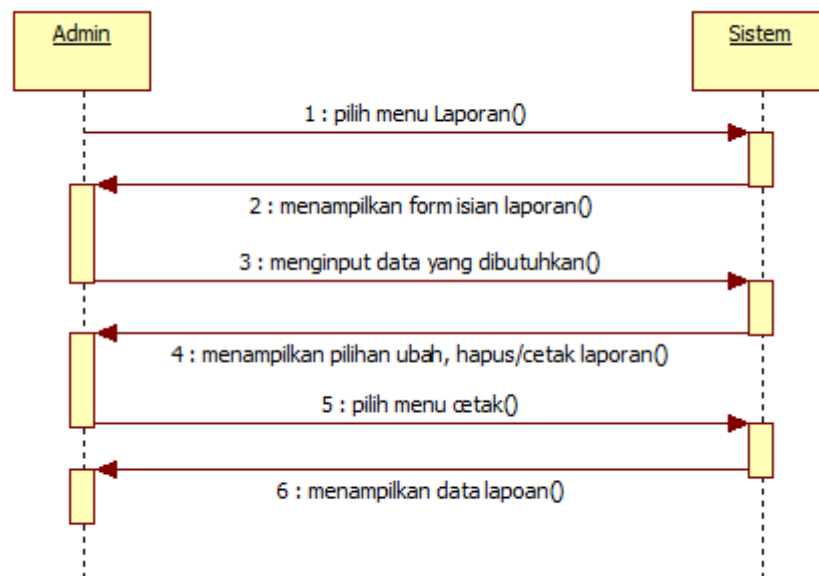 Admin
Sistem
1 : pilih menu Laporan()
2 : menampilkan form isian laporan()
3 : menginput data yang dibutuhkan()
4 : menampilkan pilihan ubah, hapus/cetak laporan()
5 : pilih menu cetak()
6 : menampilkan data lapoan()